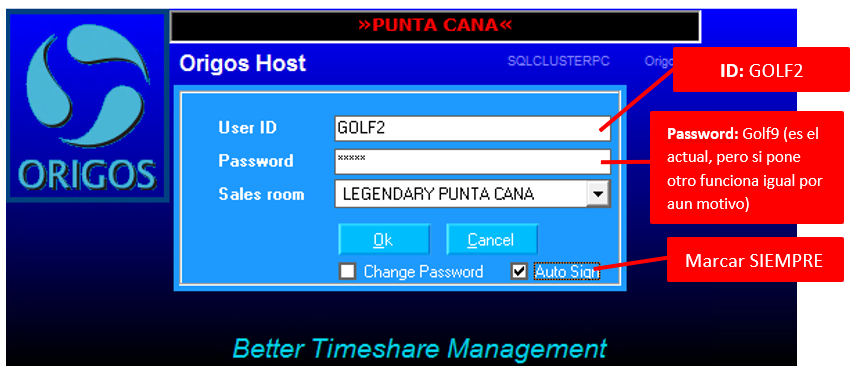 »PUNTA CANA«
Origos Host
SQLCLUSTERPC
ID: GOLF2
User ID
GOLF2
Password
*****
Sales room
LEGENDARY PUNTA CANA
Password: Golf9 (es el
actual, pero si pone
otro funciona igual por
aun motivo)
ORIGOS
Ok
Cancel
Change Password
Auto Sign
Marcar SIEMPRE
Better Timeshare Management